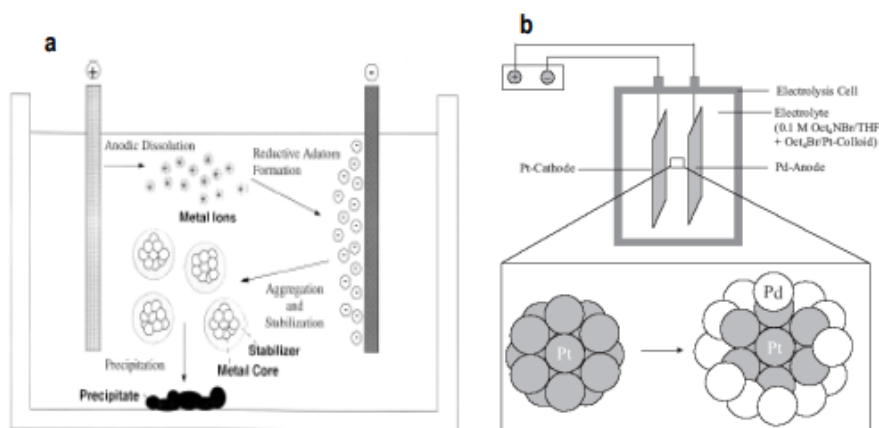 a
+
-
Anodic Dissolution
Reductive Adatom
Formation
Metal Ions
Aggregation
and
Stabilization
Precipitation
Stabilizer
Metal Core
Precipitate
b
+
−
Electrolysis Cell
Electrolyte
(0.1 M Oct₄NBr/THF
+ Oct₄Br/Pt-Colloid)
Pt-Cathode
Pd-Anode
Pt
Pd
Pt